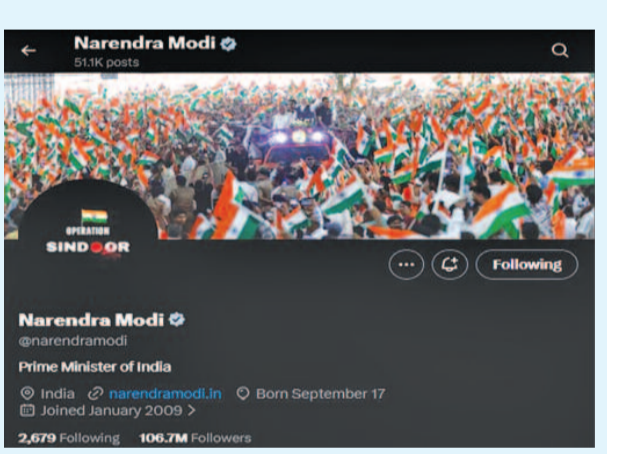 Narendra Modi
51.1K posts
OPERATION
SINDOOR
Following
Narendra Modi
@narendramodi
Prime Minister of India
India narendramodi.in Born September 17
Joined January 2009 >
2,679 Following 106.7M Followers